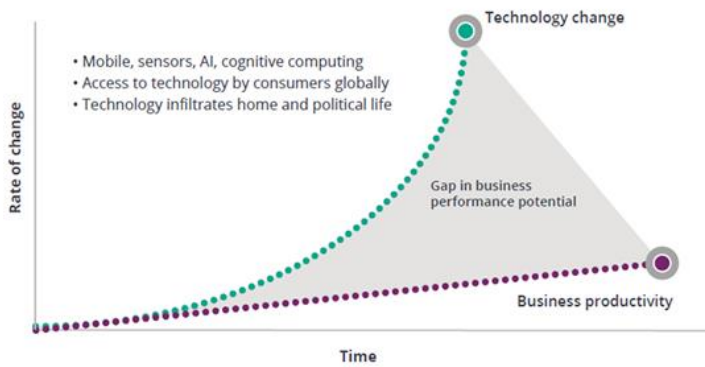 Technology change
• Mobile, sensors, AI, cognitive computing
• Access to technology by consumers globally
• Technology infiltrates home and political life
Rate of change
Gap in business
performance potential
Business productivity
Time